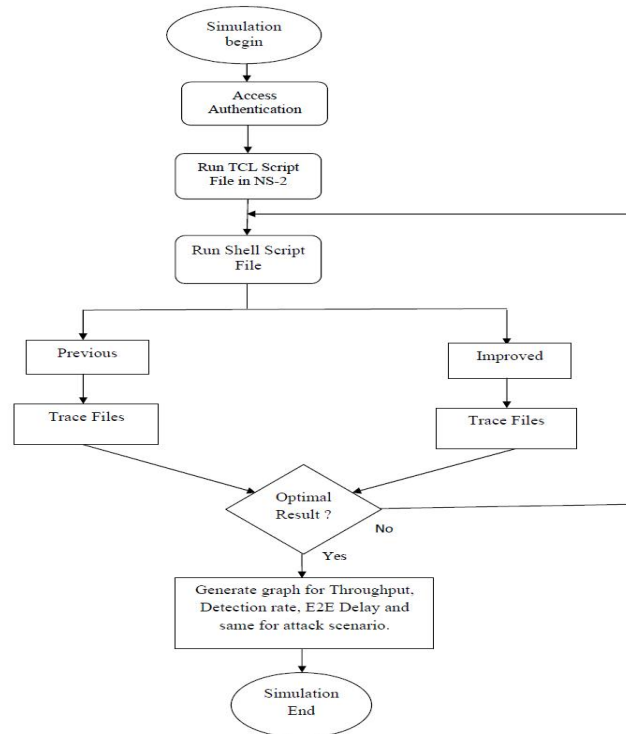 Simulation
begin
Access
Authentication
Run TCL Script
File in NS-2
Run Shell Script
File
Previous
Improved
Trace Files
Trace Files
Optimal
Result ?
No
Yes
Generate graph for Throughput,
Detection rate, E2E Delay and
same for attack scenario.
Simulation
End